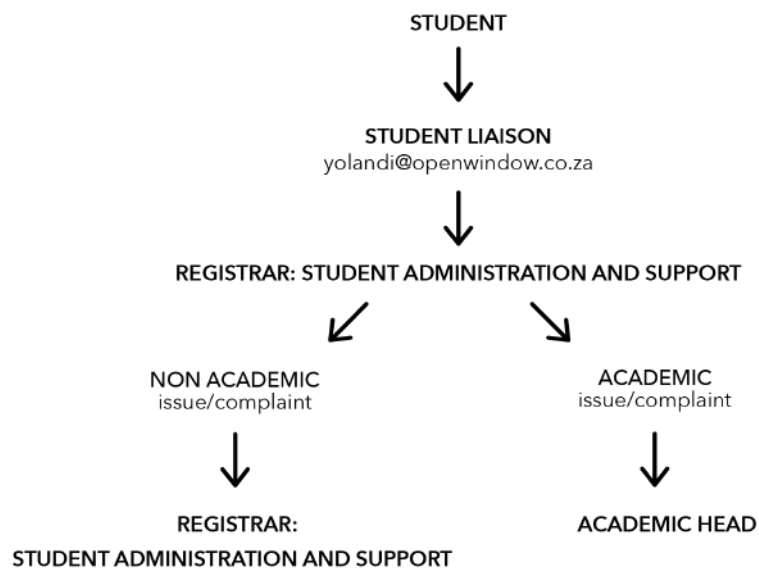 STUDENT
STUDENT LIAISON
yolandi@openwindow.co.za
REGISTRAR: STUDENT ADMINISTRATION AND SUPPORT
NON ACADEMIC
issue/complaint
ACADEMIC
issue/complaint
REGISTRAR:
STUDENT ADMINISTRATION AND SUPPORT
ACADEMIC HEAD